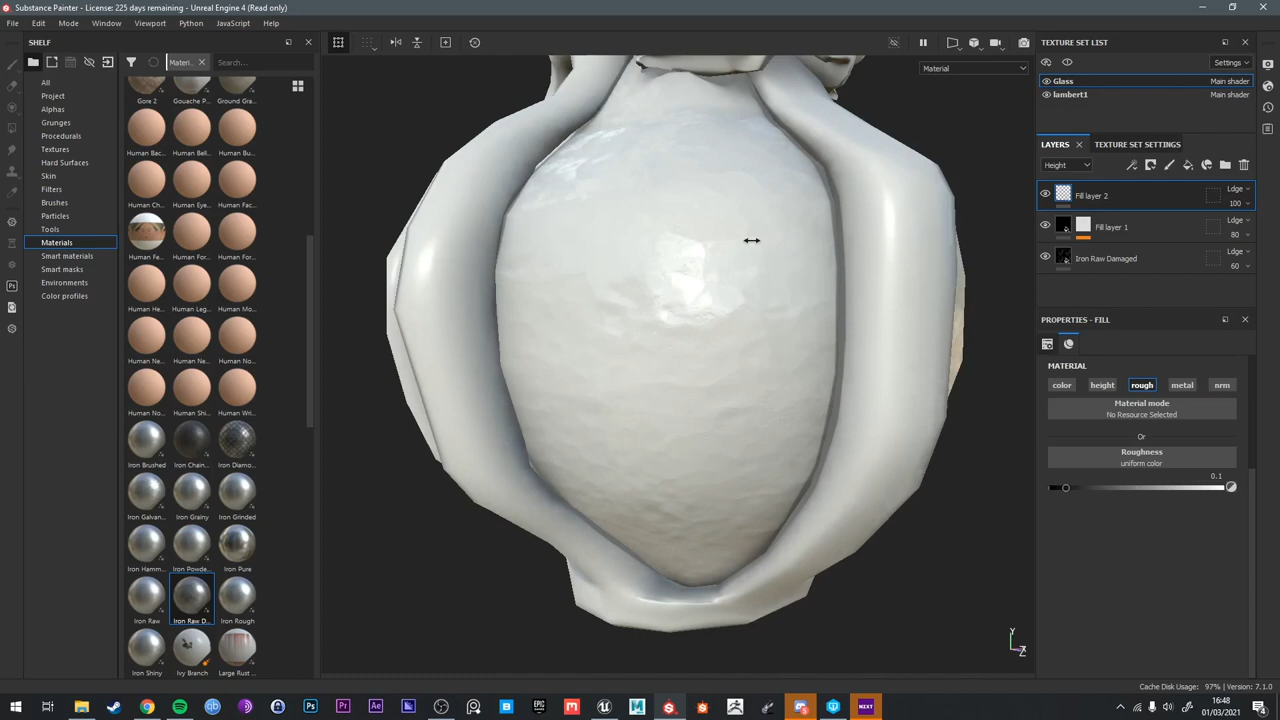 Substance Painter - License: 225 days remaining - Unreal Engine 4 (Read only)
File Edit Mode Window Viewport Python JavaScript Help
SHELF
Materi...
Search...
All
Project
Alphas
Grunges
Procedurals
Textures
Hard Surfaces
Skin
Filters
Brushes
Particles
Tools
Materials
Smart materials
Smart masks
Environments
Color profiles
Gore 2 Gouache P... Ground Gra...
Human Bac... Human Bell... Human Bu...
Human Ch... Human Eye... Human Fac...
Human Fe... Human For... Human For...
Human He... Human Leg... Human Mo...
Human Ne... Human Ne... Human No...
Human No... Human Shi... Human Wri...
Iron Brushed Iron Chain... Iron Diamo...
Iron Galvan... Iron Grainy Iron Grinded
Iron Hamm... Iron Powde... Iron Pure
Iron Raw Iron Raw D... Iron Rough
Iron Shiny Ivy Branch Large Rust ...
Material
Y
Z
TEXTURE SET LIST
Settings
Glass Main shader
lambert1 Main shader
LAYERS TEXTURE SET SETTINGS
Height
Fill layer 2 Ldge 100
Fill layer 1 Ldge 80
Iron Raw Damaged Ldge 60
PROPERTIES - FILL
MATERIAL
color height rough metal nrm
Material mode
No Resource Selected
Or
Roughness
uniform color
0.1
Cache Disk Usage: 97% | Version: 7.1.0
16:48
01/03/2021